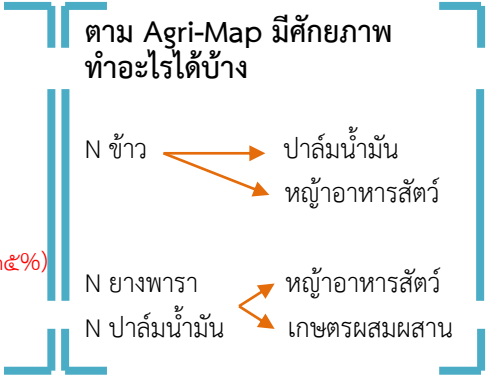 ตาม Agri-Map มีศักยภาพ
ทำอะไรได้บ้าง
N ข้าว ปาล์มน้ำมัน
หญ้าอาหารสัตว์
๕%)
N ยางพารา หญ้าอาหารสัตว์
N ปาล์มน้ำมัน เกษตรผสมผสาน